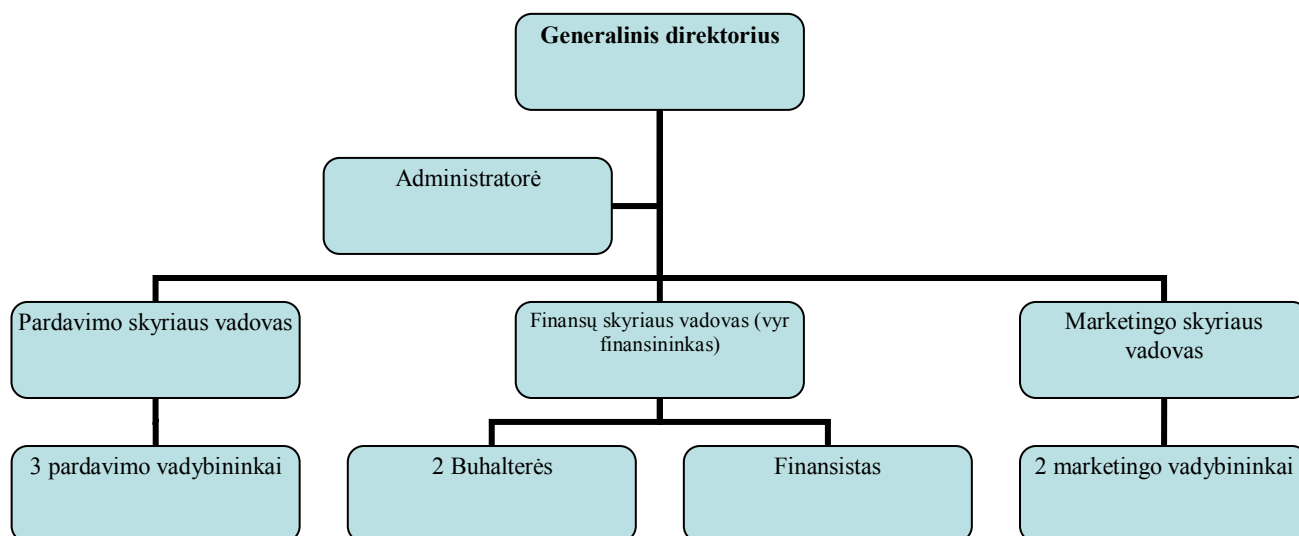 Generalinis direktorius
Administratorė
Pardavimo skyriaus vadovas
Finansų skyriaus vadovas (vyr
finansininkas)
Marketingo skyriaus
vadovas
3 pardavimo vadybininkai
2 Buhalterės
Finansistas
2 marketingo vadybininkai